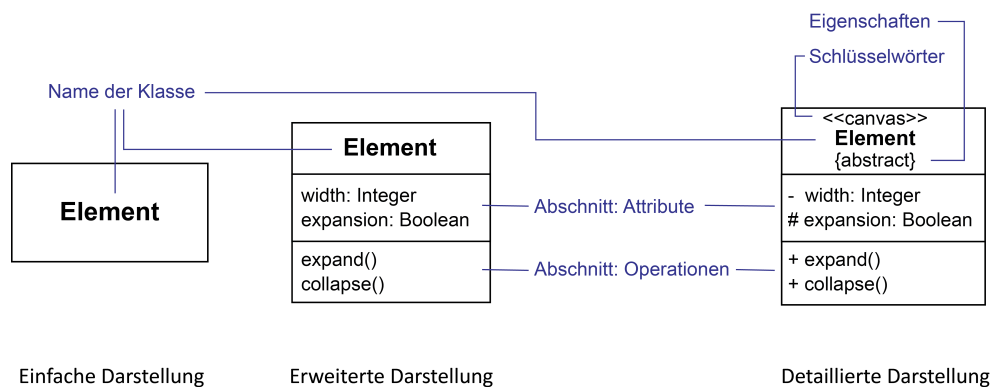 Eigenschaften
Schlüsselwörter
Name der Klasse
Element
Element
width: Integer
expansion: Boolean
expand()
collapse()
Abschnitt: Attribute
Abschnitt: Operationen
<<canvas>>
Element
{abstract}
- width: Integer
# expansion: Boolean
+ expand()
+ collapse()
Einfache Darstellung
Erweiterte Darstellung
Detaillierte Darstellung